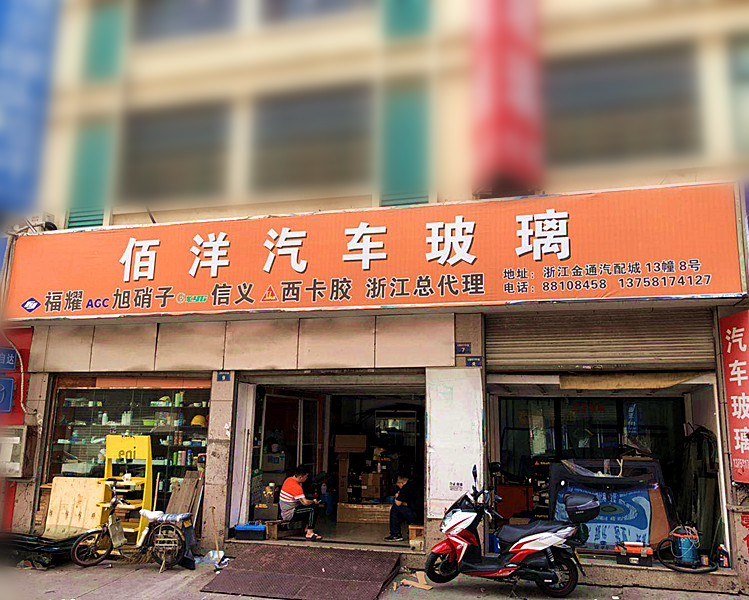 佰洋汽车玻璃
福耀 AGC 旭硝子 信义 西卡胶 浙江总代理
地址：浙江金通汽配城 13幢 8号
电话：88108458 13758174127
汽车玻璃